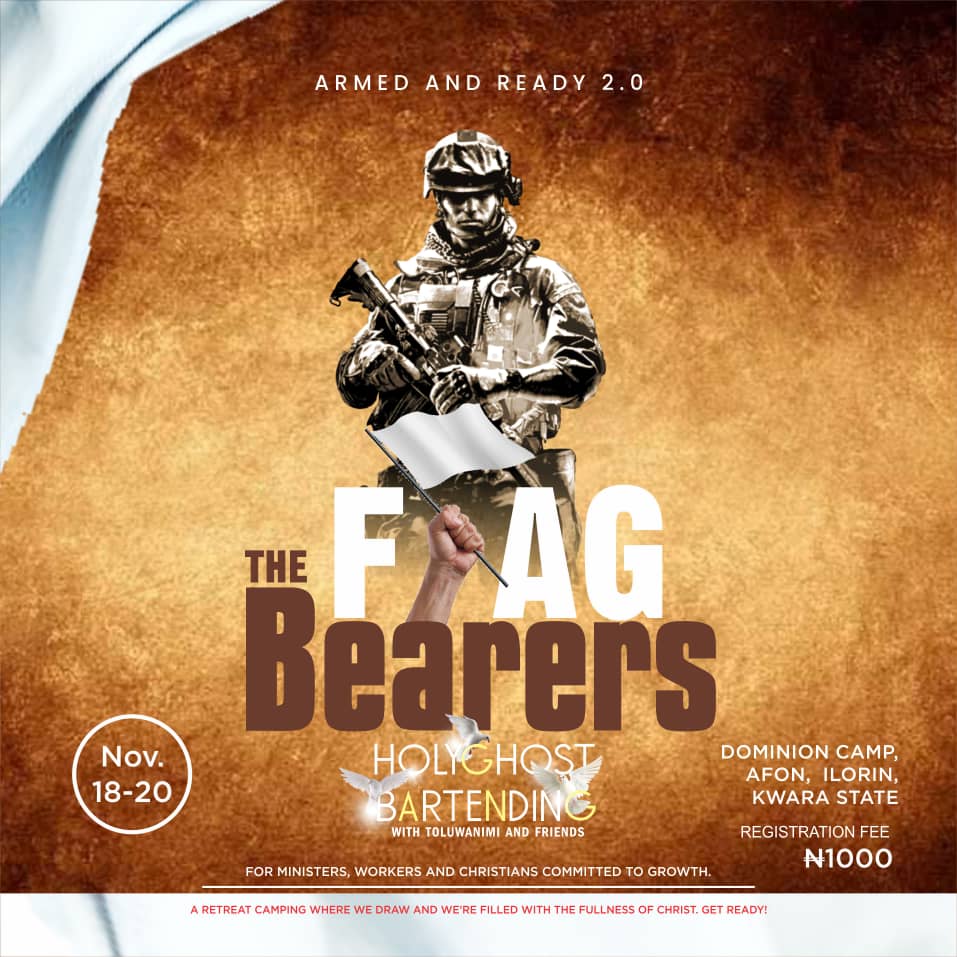 ARMED AND READY 2.0
THE FLAG
Bearers
HOLYGHOST
BARTENDING
WITH TOLUWANIMI AND FRIENDS
Nov.
18-20
DOMINION CAMP,
AFON, ILORIN,
KWARA STATE
REGISTRATION FEE
₦1000
FOR MINISTERS, WORKERS AND CHRISTIANS COMMITTED TO GROWTH.
A RETREAT CAMPING WHERE WE DRAW AND WE'RE FILLED WITH THE FULLNESS OF CHRIST. GET READY!